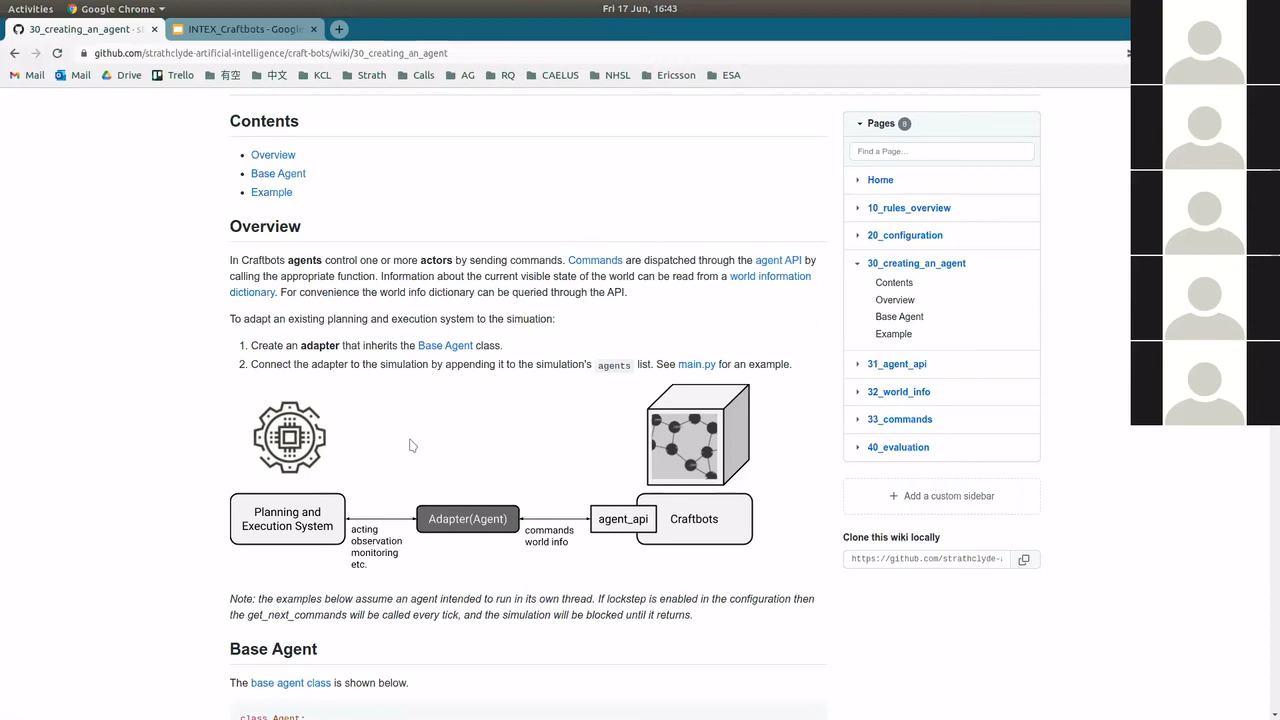 Activities
Google Chrome
Fri 17 Jun, 16:43
30_creating_an_agent · st
INTEX_Craftbots - Google
github.com/strathclyde-artificial-intelligence/craft-bots/wiki/30_creating_an_agent
Mail
Mail
Drive
Trello
有空
中文
KCL
Strath
Calls
AG
RQ
CAELUS
NHSL
Ericsson
ESA
Contents
Overview
Base Agent
Example
Overview
In Craftbots agents control one or more actors by sending commands. Commands are dispatched through the agent API by
calling the appropriate function. Information about the current visible state of the world can be read from a world information
dictionary. For convenience the world info dictionary can be queried through the API.
To adapt an existing planning and execution system to the simuation:
1. Create an adapter that inherits the Base Agent class.
2. Connect the adapter to the simulation by appending it to the simulation's agents list. See main.py for an example.
Planning and
Execution System
acting
observation
monitoring
etc.
Adapter(Agent)
commands
world info
agent_api
Craftbots
Note: the examples below assume an agent intended to run in its own thread. If lockstep is enabled in the configuration then
the get_next_commands will be called every tick, and the simulation will be blocked until it returns.
Base Agent
The base agent class is shown below.
class Agent:
Pages 8
Find a Page…
Home
10_rules_overview
20_configuration
30_creating_an_agent
Contents
Overview
Base Agent
Example
31_agent_api
32_world_info
33_commands
40_evaluation
Add a custom sidebar
Clone this wiki locally
https://github.com/strathclyde-